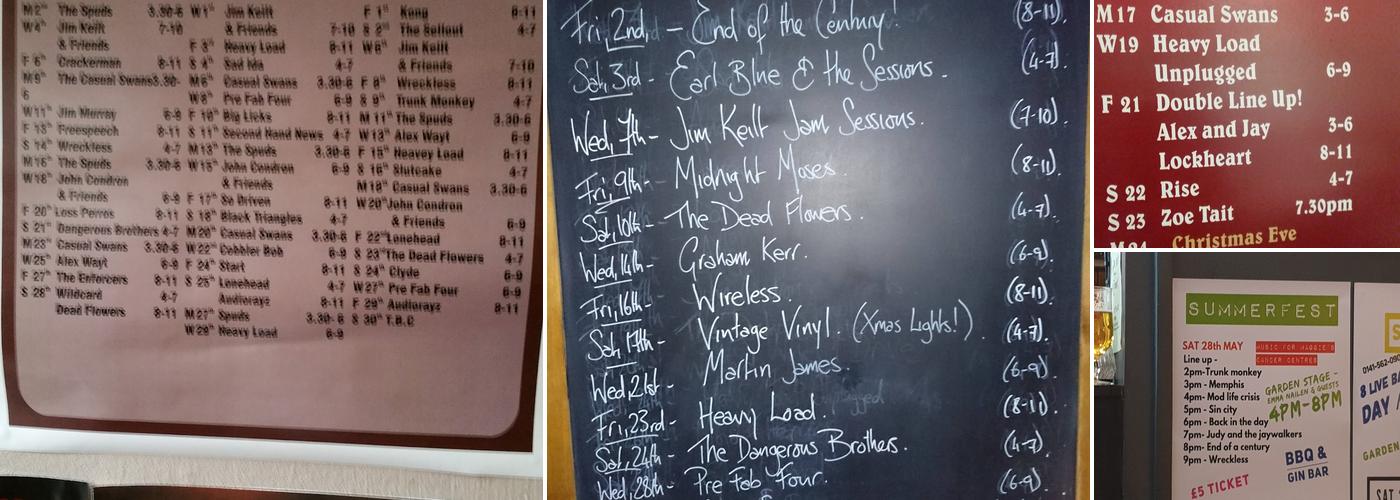 M 2nd The Spuds 3.30-6
W 4th Jim Keilt 7-10
& Friends
F 6th Crackerman 8-11
M 9th The Casual Swans3.30-
6
W11th Jim Murray 6-9
F 13th Freespeech 8-11
S 14th Wreckless 4-7
M16th The Spuds 3.30-6
W18th John Condron
& Friends 6-9
F 20th Loss Perros 8-11
S 21st Dangerous Brothers 4-7
M23rd Casual Swans 3.30-6
W25th Alex Wayt 6-9
F 27th The Enforcers 8-11
S 28th Wildcard 4-7
Dead Flowers 8-11
W 1st Jim Keilt
& Friends 7-10
F 3rd Heavy Load 8-11
S 4th Sad Ida 4-7
M6th Casual Swans 3.30-6
W8th Pre Fab Four 6-9
F 10th Big Licks 8-11
S 11th Second Hand News 4-7
M13th The Spuds 3.30-6
W15th John Condron 6-9
& Friends
F 17th So Driven 8-11
S 18th Black Triangles 4-7
M20th Casual Swans 3.30-6
W22nd Cobbler Bob 6-9
F 24th Start 8-11
S 25th Lonehead 4-7
Audiorayz 8-11
M 27th Spuds 3.30-6
W 29th Heavy Load 6-9
F 1st Kong 8-11
S 2nd The Sellout 4-7
W 6th Jim Keilt
& Friends 7-10
F 8th Wreckless 8-11
S 9th Trunk Monkey 4-7
M 11th The Spuds 3.30-6
W 13th Alex Wayt 6-9
F 15th Heavey Load 8-11
S 16th Slutcake 4-7
M18th Casual Swans 3.30-6
W 20th John Condron
& Friends 6-9
F 22nd Lonehead 8-11
S 23rd The Dead Flowers 4-7
S 24th Clyde 6-9
W27th Pre Fab Four 6-9
F 29th Audiorayz 8-11
S 30th T.B.C
Fri, 2nd, - End of the Century! (8-11).
Sat, 3rd - Earl Blue & the Sessions. (4-7).
Wed, 7th - Jim Keilt Jam Sessions. (7-10).
Fri, 9th - Midnight Moses. (8-11).
Sat, 10th - The Dead Flowers. (4-7).
Wed, 14th - Graham Kerr. (6-9).
Fri, 16th - Wireless. (8-11).
Sat, 17th - Vintage Vinyl. (Xmas Lights!). (4-7).
Wed, 21st - Martin James. (6-9).
Fri, 23rd - Heavy Load. (8-11).
Sat, 24th - The Dangerous Brothers. (4-7).
Wed, 28th - Pre Fab Four. (6-9).
M 17 Casual Swans 3-6
W19 Heavy Load
Unplugged 6-9
F 21 Double Line Up!
Alex and Jay 3-6
Lockheart 8-11
S 22 Rise 4-7
S 23 Zoe Tait 7.30pm
M24 Christmas Eve
SUMMERFEST
SAT 28th MAY
MUSIC FOR MAGGIE'S
CANCER CENTRES
Line up -
2pm-Trunk monkey
3pm - Memphis
4pm- Mod life crisis
5pm - Sin city
6pm - Back in the day
7pm- Judy and the jaywalkers
8pm- End of a century
9pm - Wreckless
GARDEN STAGE -
EMMA NAILEN & GUESTS
4PM-8PM
BBQ &
GIN BAR
£5 TICKET
S
0141-562-090
8 LIVE BA
DAY /
GARDEN